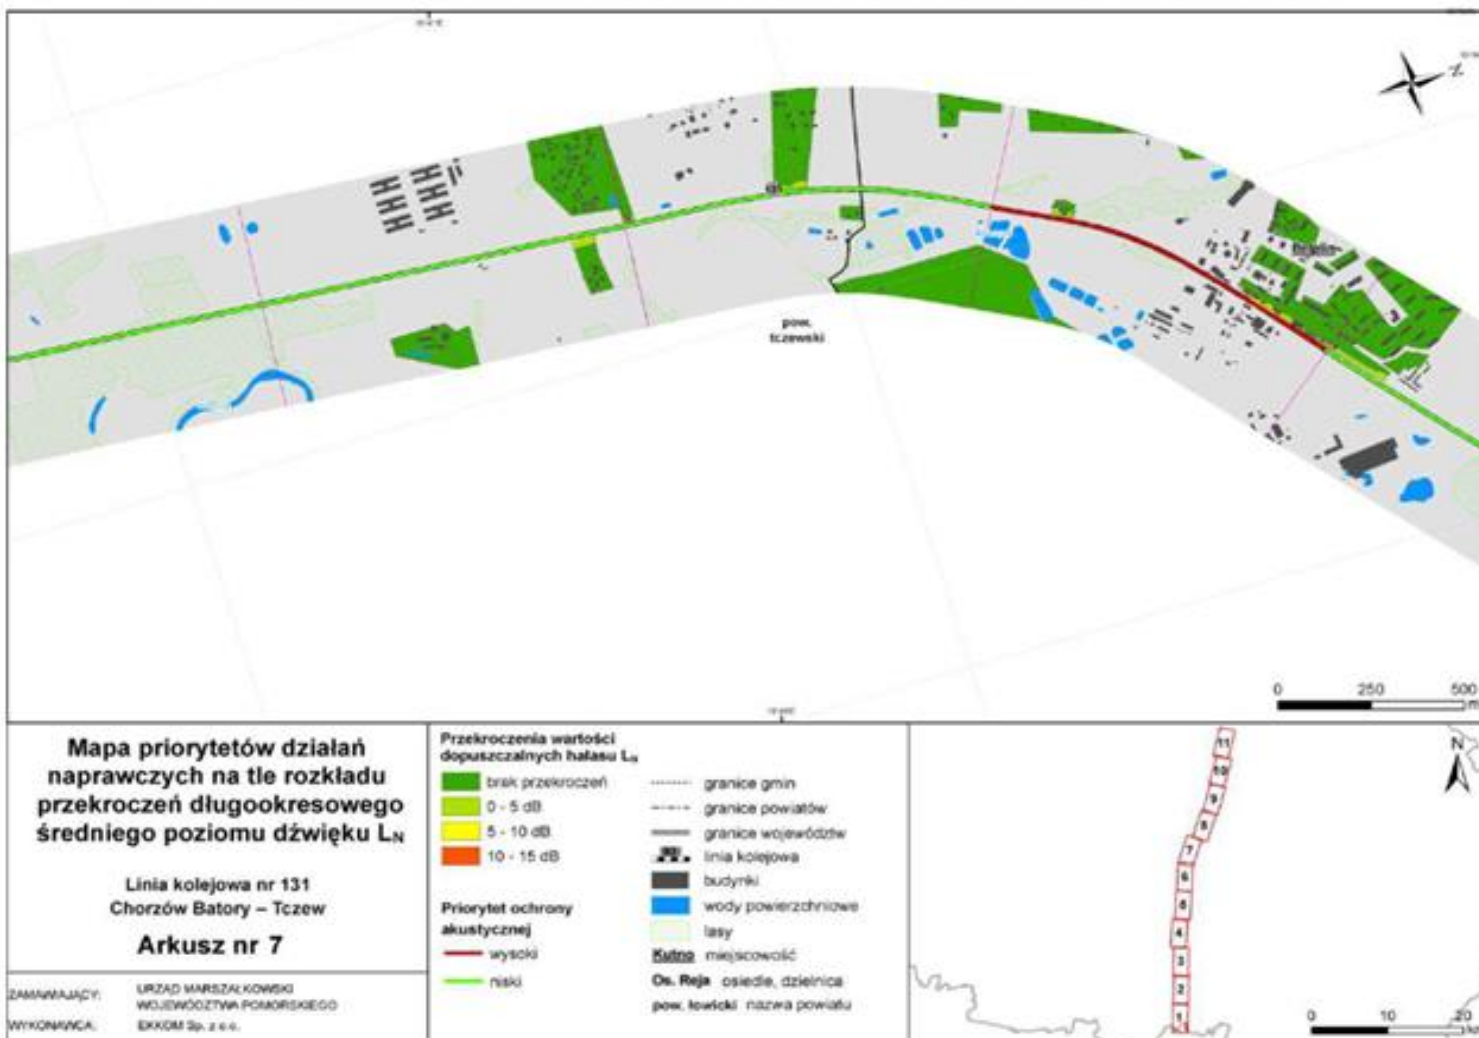 pow.
tczewski
0 250 500
m
Mapa priorytetów działań
naprawczych na tle rozkładu
przekroczeń długookresowego
średniego poziomu dźwięku LN
Linia kolejowa nr 131
Chorzów Batory – Tczew
Arkusz nr 7
ZAMAWIAJĄCY: URZĄD MARSZAŁKOWSKI
WOJEWÓDZTWA POMORSKIEGO
WYKONAWCA: EKKOM Sp. z o.o.
Przekroczenia wartości
dopuszczalnych hałasu LN
brak przekroczeń
0 - 5 dB
5 - 10 dB
10 - 15 dB
Priorytet ochrony
akustycznej
wysoki
niski
granice gmin
granice powiatów
granice województw
linia kolejowa
budynki
wody powierzchniowe
lasy
Kutno miejscowość
Os. Reja osiedle, dzielnica
pow. łowicki nazwa powiatu
N
11
10
9
8
7
6
5
4
3
2
1
0 10 20
km